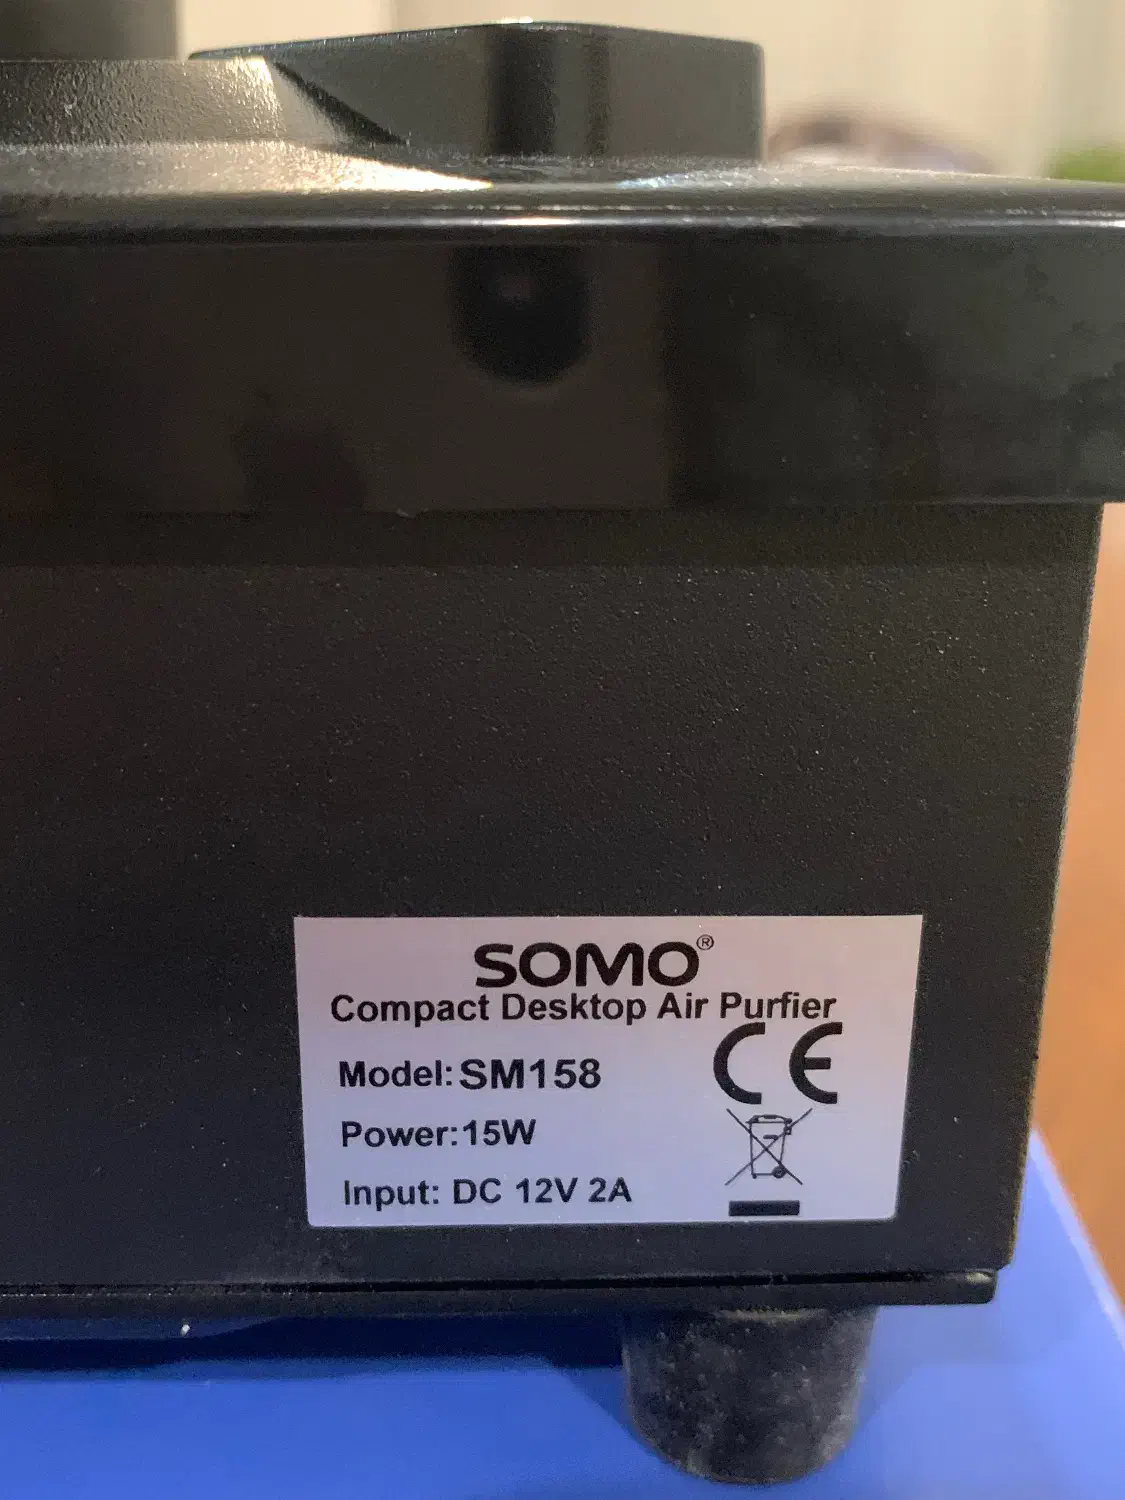 SOMO®
Compact Desktop Air Purfier
Model: SM158
Power:15W
Input: DC 12V 2A
CE